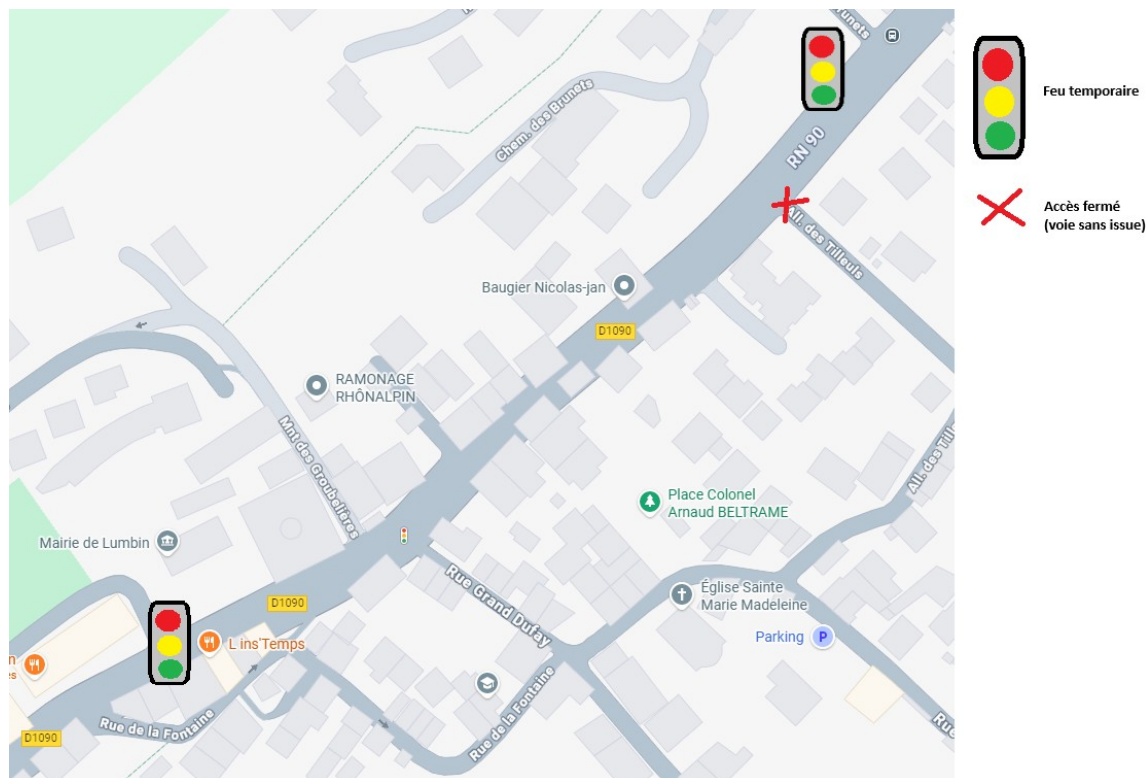 Brunets
Feu temporaire
Chem. des Brunets
RN 90
Accès fermé
(voie sans issue)
All. des Tilleuls
Baugier Nicolas-jan
D1090
RAMONAGE
RHÔNALPIN
Mnt des Groubelières
Place Colonel
Arnaud BELTRAME
Mairie de Lumbin
Rue Grand Dufay
Église Sainte
Marie Madeleine
D1090
L ins'Temps
Parking
P
Rue de la Fontaine
Rue de la Fontaine
D1090
Rue